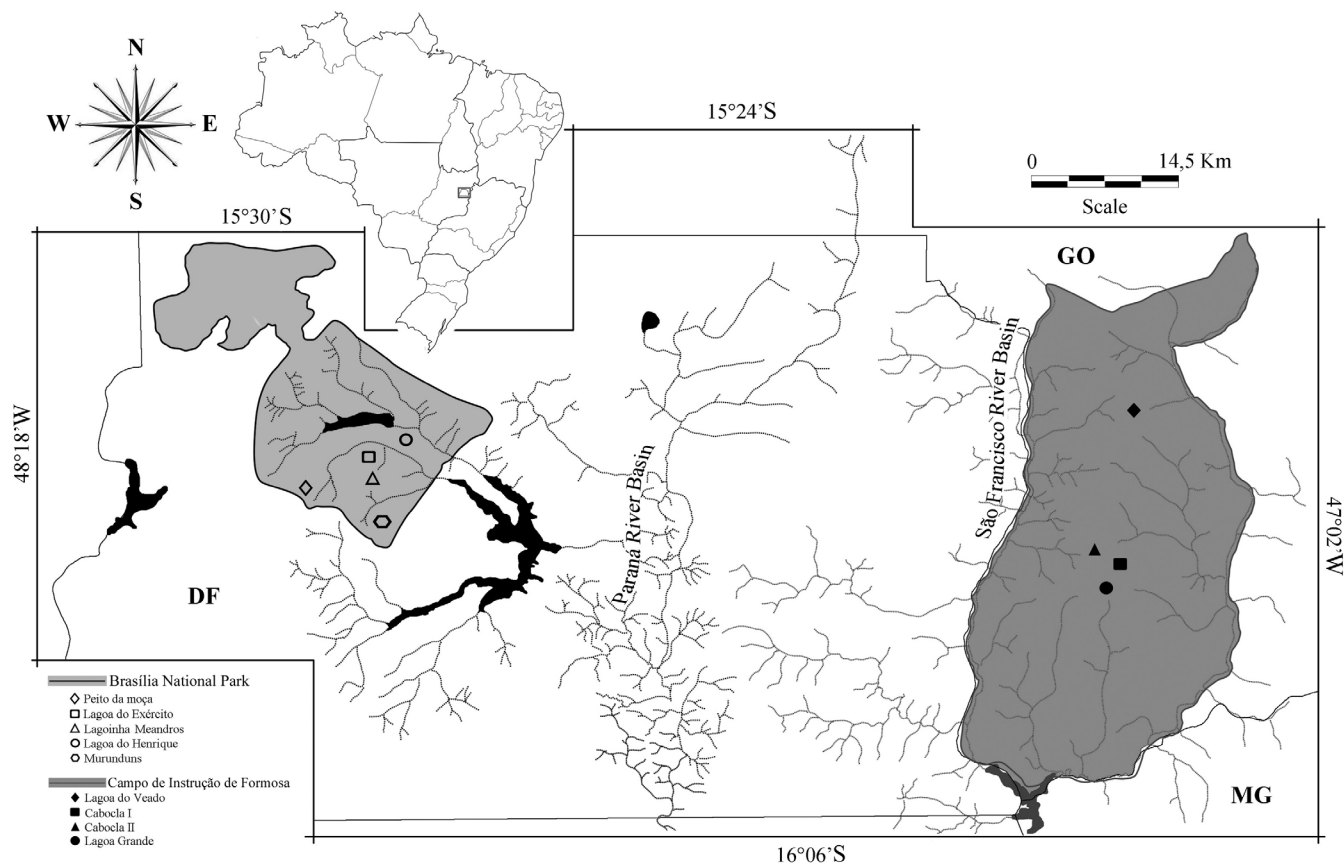 N
W
E
S
15°24'S
0 14,5 Km
Scale
15°30'S
GO
São Francisco River Basin
48°18'W
Paraná River Basin
47°02'W
DF
Brasília National Park
Peito da moça
Lagoa do Exército
Lagoinha Meandros
Lagoa do Henrique
Murunduns
Campo de Instrução de Formosa
Lagoa do Veado
Cabocla I
Cabocla II
Lagoa Grande
MG
16°06'S